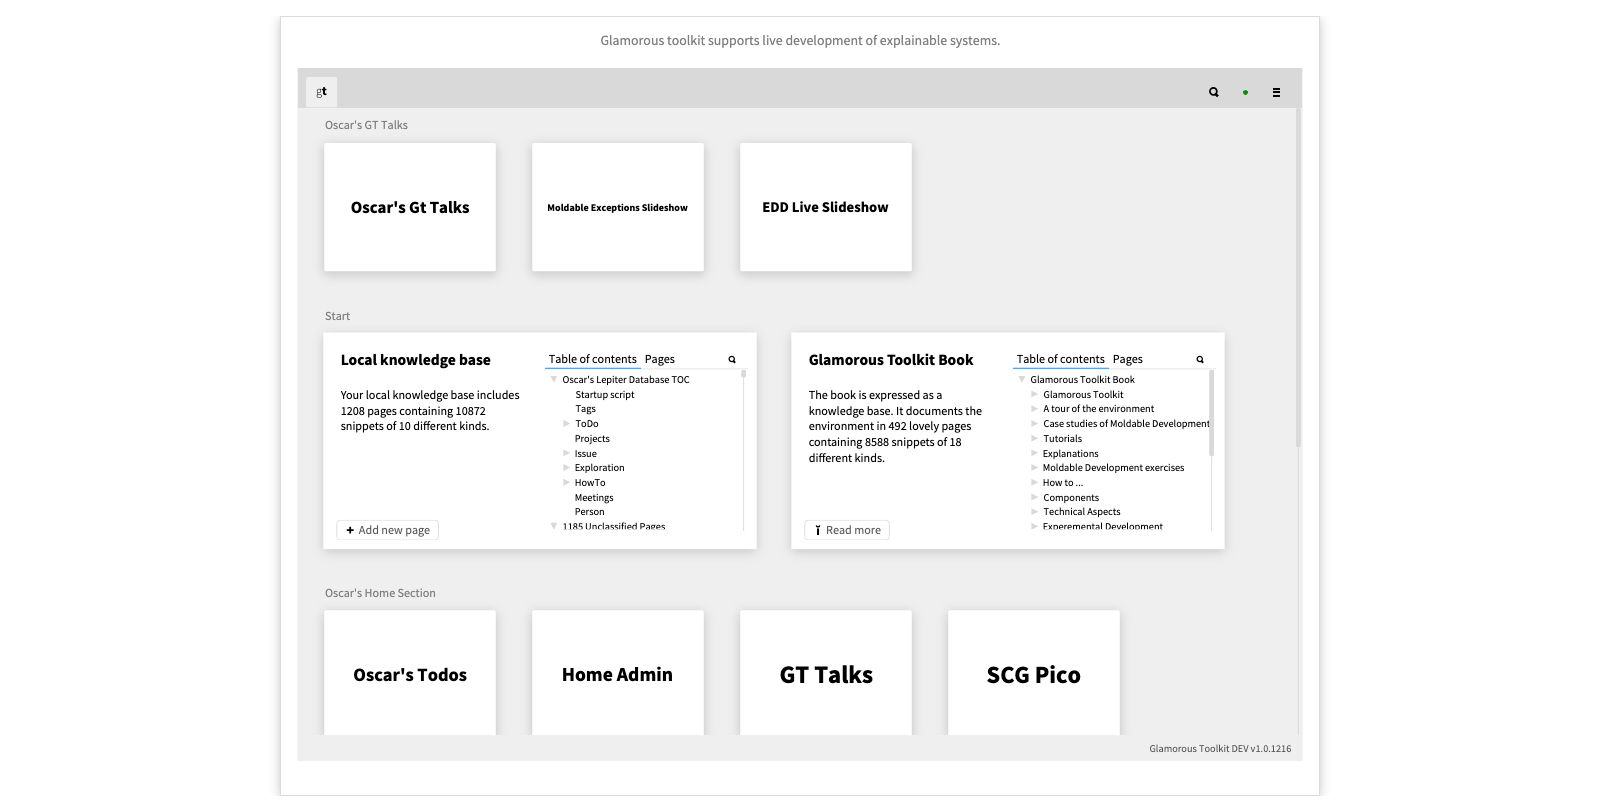 Glamorous toolkit supports live development of explainable systems.
gt
Oscar's GT Talks
Oscar's Gt Talks
Moldable Exceptions Slideshow
EDD Live Slideshow
Start
Local knowledge base
Your local knowledge base includes
1208 pages containing 10872
snippets of 10 different kinds.
Add new page
Table of contents Pages
Oscar's Lepiter Database TOC
Startup script
Tags
ToDo
Projects
Issue
Exploration
HowTo
Meetings
Person
1185 Unclassified Pages
Glamorous Toolkit Book
The book is expressed as a
knowledge base. It documents the
environment in 492 lovely pages
containing 8588 snippets of 18
different kinds.
Read more
Table of contents Pages
Glamorous Toolkit Book
Glamorous Toolkit
A tour of the environment
Case studies of Moldable Development
Tutorials
Explanations
Moldable Development exercises
How to ...
Components
Technical Aspects
Experemental Development
Oscar's Home Section
Oscar's Todos
Home Admin
GT Talks
SCG Pico
Glamorous Toolkit DEV v1.0.1216